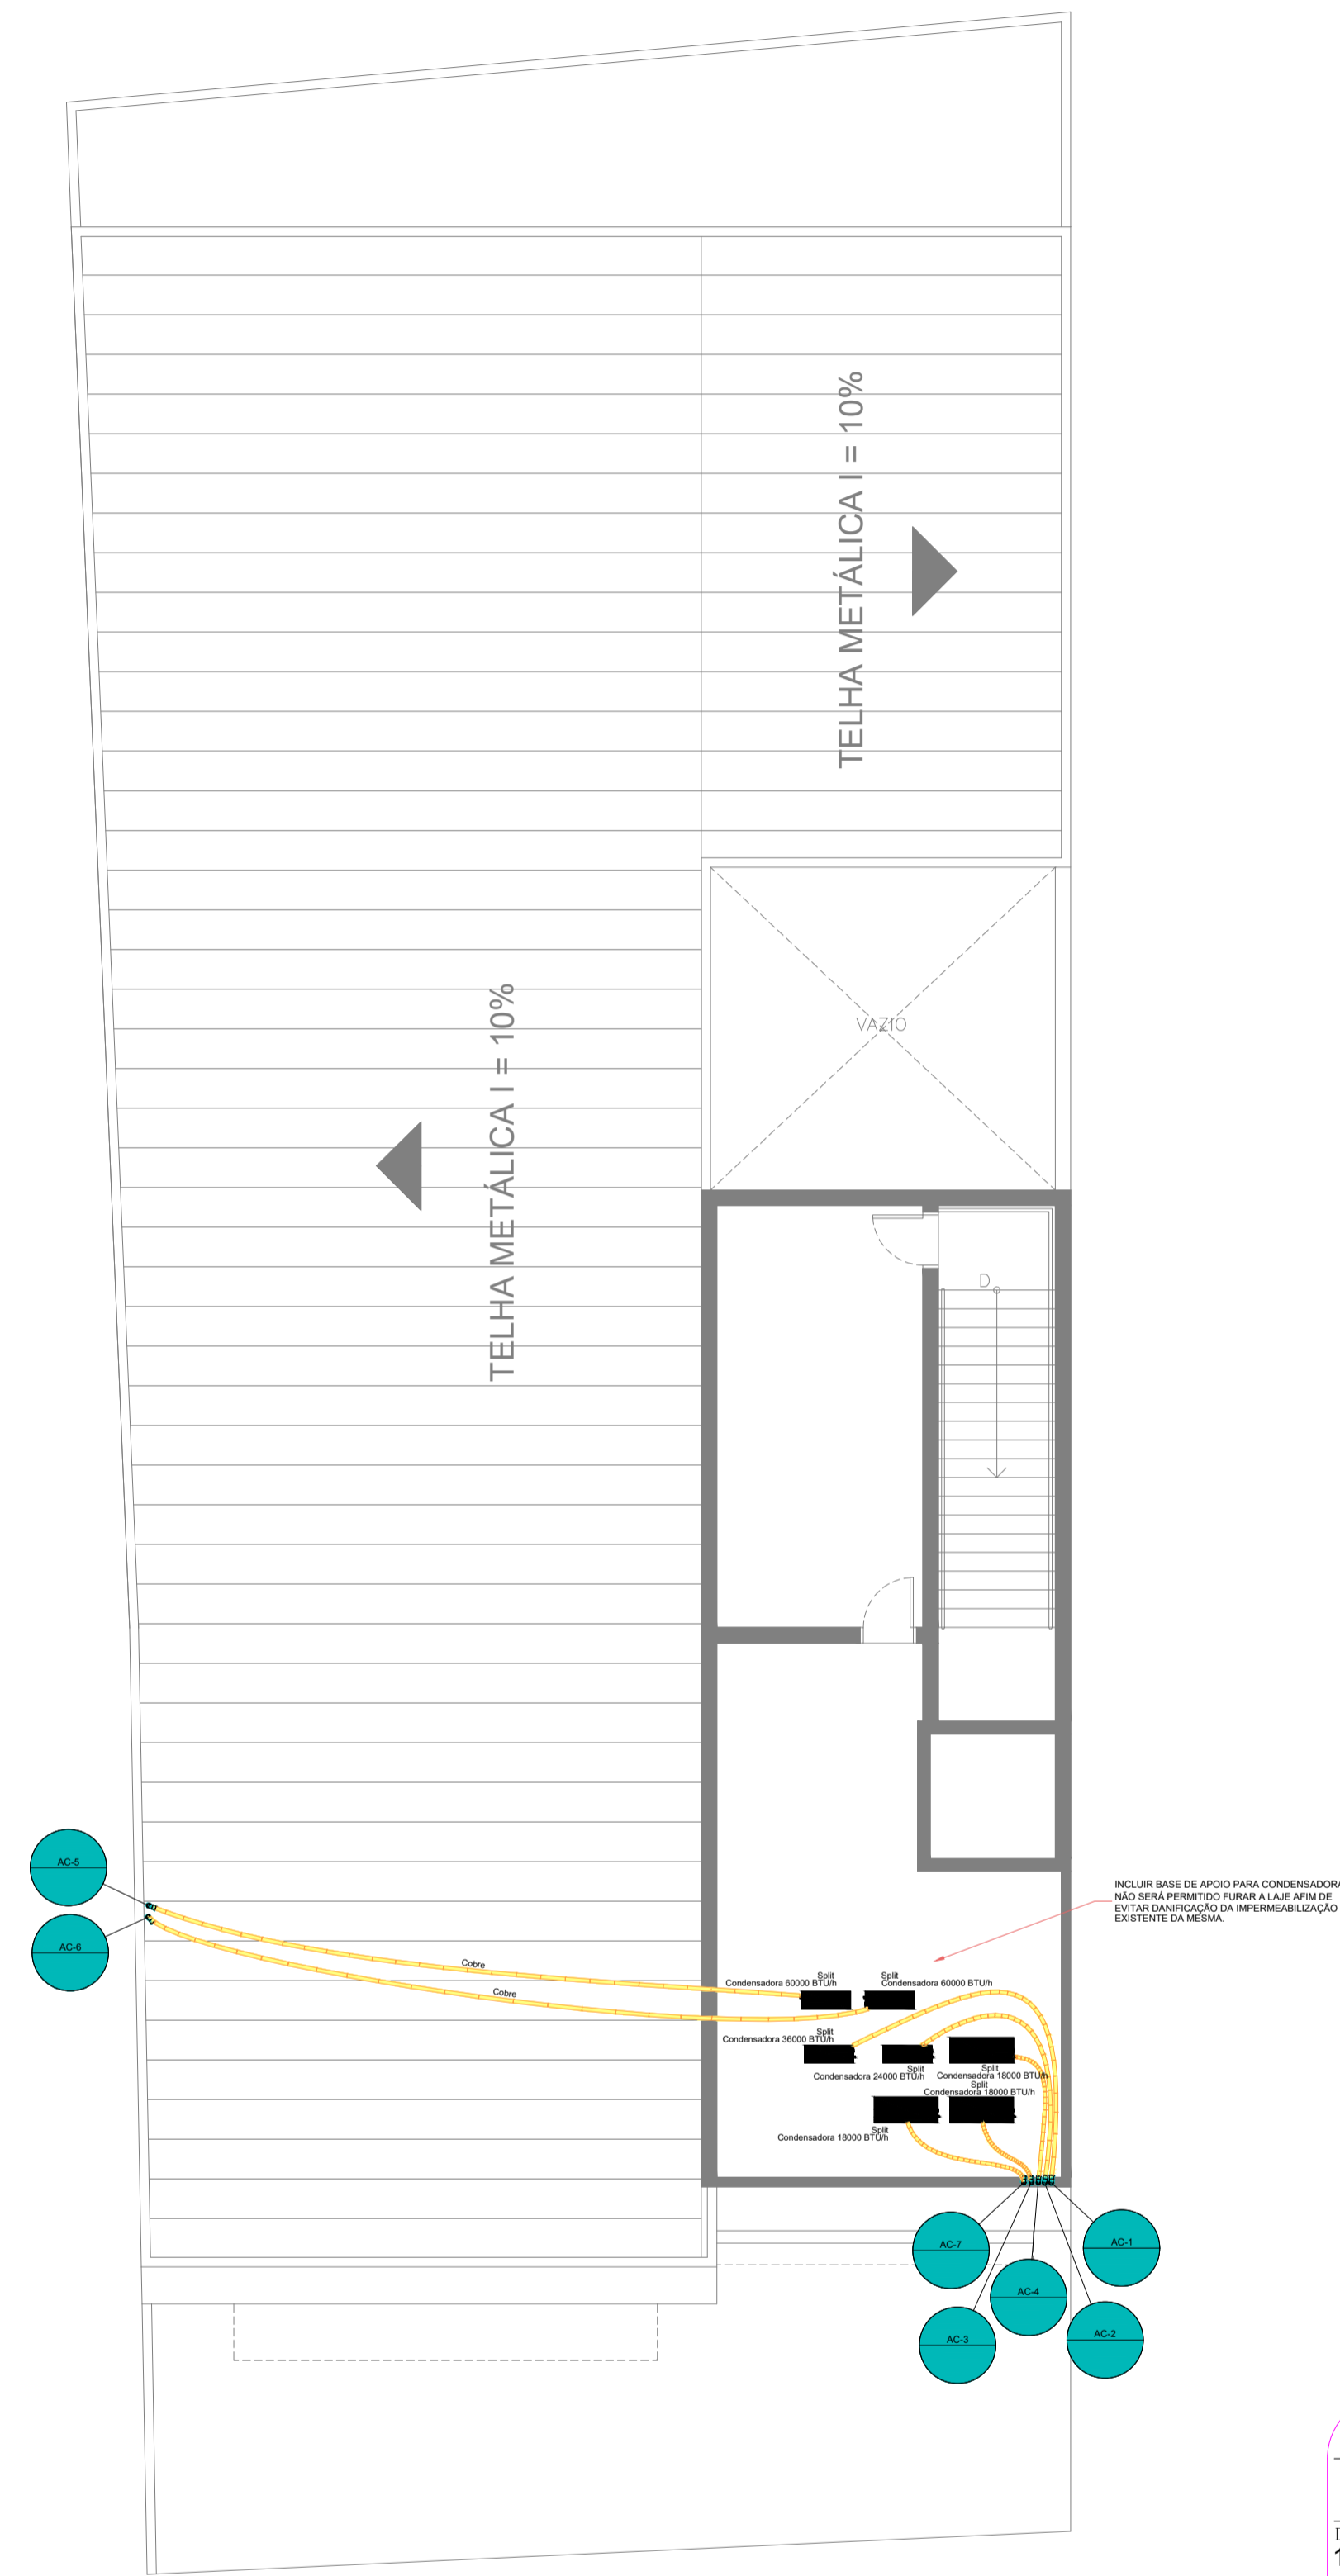 TELHA METÁLICA I = 10%
VAZIO
TELHA METÁLICA I = 10%
D
AC-5
AC-6
INCLUIR BASE DE APOIO PARA CONDENSADORA
NÃO SERÁ PERMITIDO FURAR A LAJE AFIM DE
EVITAR DANIFICAÇÃO DA IMPERMEABILIZAÇÃO
EXISTENTE DA MESMA.
Cobre
Cobre
Split
Condensadora 60000 BTU/h
Split
Condensadora 60000 BTU/h
Split
Condensadora 36000 BTU/h
Split
Condensadora 24000 BTU/h
Split
Condensadora 18000 BTU/h
Split
Condensadora 18000 BTU/h
Split
Condensadora 18000 BTU/h
AC-7
AC-1
AC-4
AC-3
AC-2